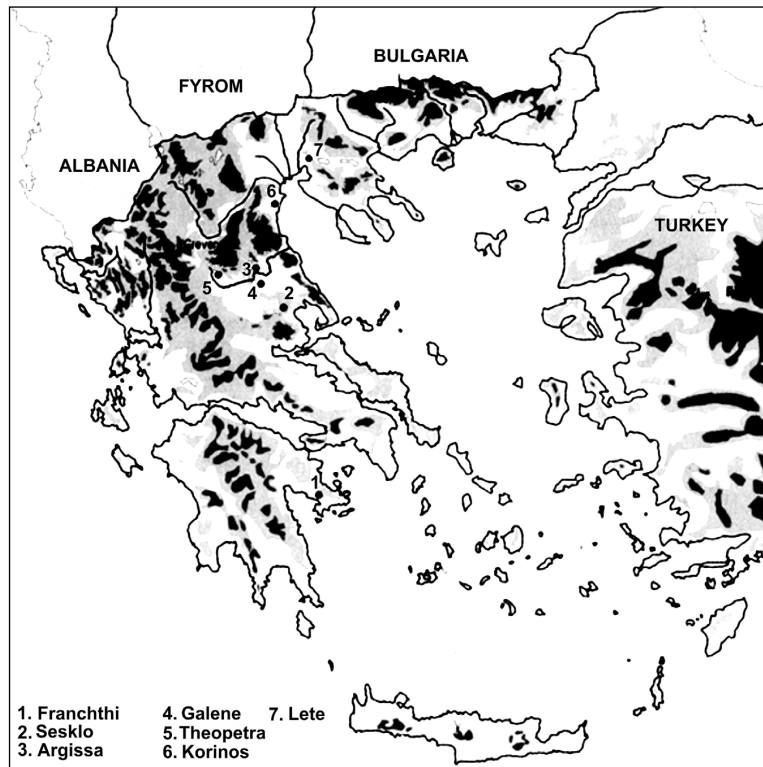 BULGARIA
FYROM
ALBANIA
7
6
TURKEY
3
5
4
2
1
1. Franchthi 4. Galene 7. Lete
2. Sesklo 5. Theopetra
3. Argissa 6. Korinos